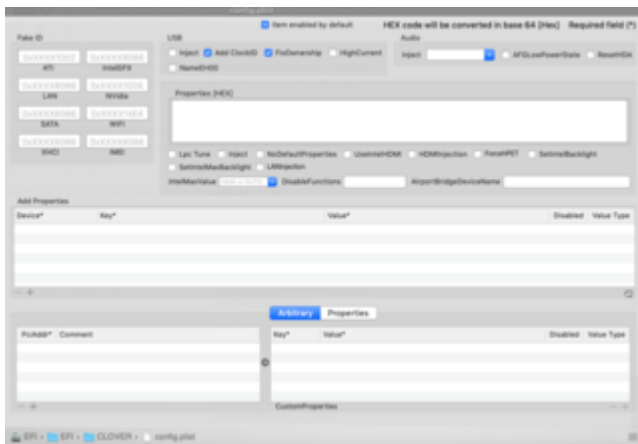 config.plist
Item enabled by default HEX code will be converted in base 64 [Hex] Required field (*)
Fake ID USB Audio
Inject Add ClockID FixOwnership HighCurrent Inject AFGLowPowerState ResetHDA
ATI IntelGFX NameEH00
LAN NVidia Properties [HEX]
SATA WIFI
XHCI IMEI
Lpc Tune Inject NoDefaultProperties UseIntelHDMI HDMIInjection ForceHPET SetIntelBacklight
SetIntelMaxBacklight LANInjection
IntelMaxValue DisableFunctions AirportBridgeDeviceName
Add Properties
Device* Key* Value* Disabled Value Type
Arbitrary Properties
PciAddr* Comment Key* Value* Disabled Value Type
CustomProperties
EFI › EFI › CLOVER › config.plist